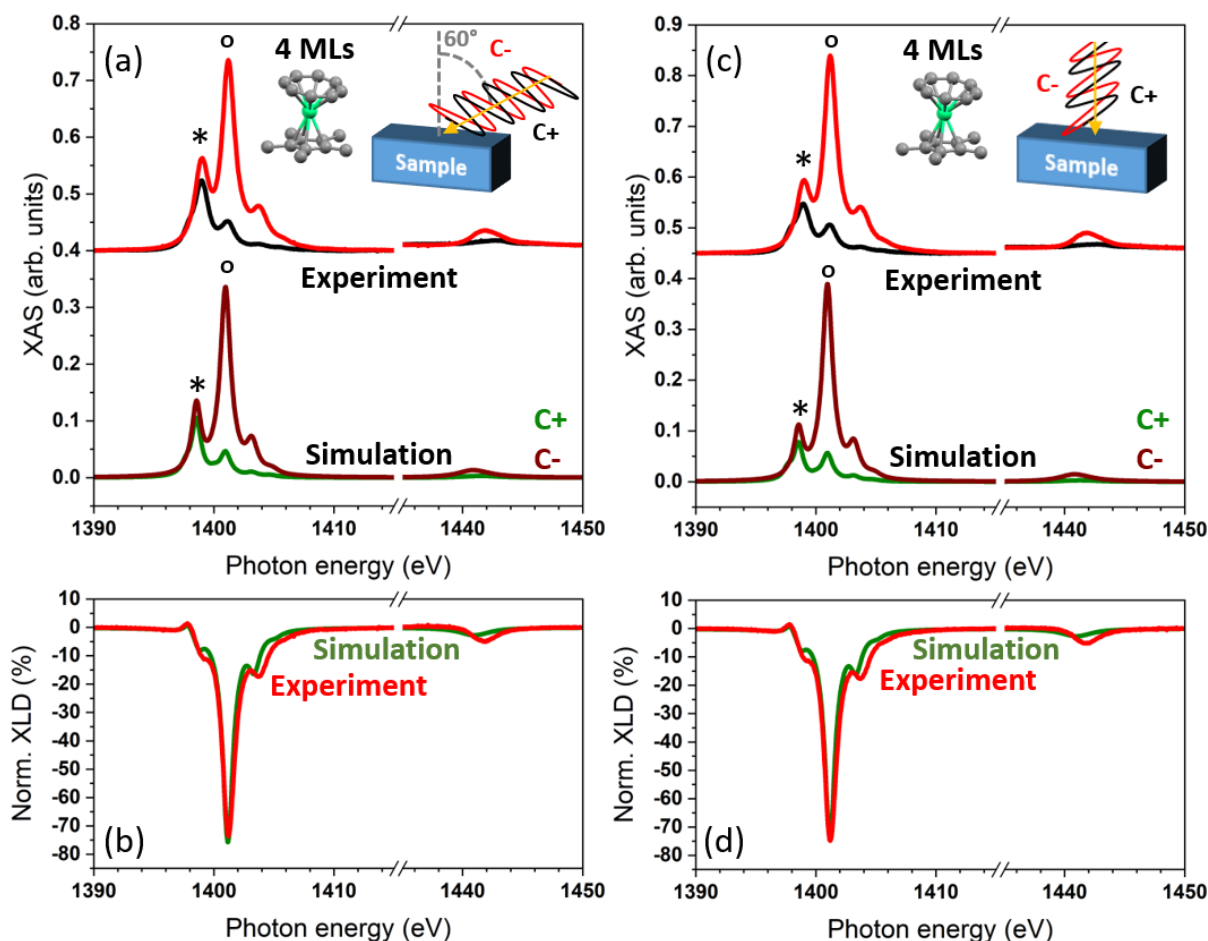 (a)
4 MLs
60°
C-
C+
Sample
*
o
Experiment
o
*
Simulation
C+
C-
XAS (arb. units)
0.8
0.7
0.6
0.5
0.4
0.3
0.2
0.1
0.0
1390 1400 1410 1440 1450
Photon energy (eV)
(c)
4 MLs
C-
C+
Sample
*
o
Experiment
o
*
Simulation
C+
C-
XAS (arb. units)
0.9
0.8
0.7
0.6
0.5
0.4
0.3
0.2
0.1
0.0
1390 1400 1410 1440 1450
Photon energy (eV)
(b)
Simulation
Experiment
Norm. XLD (%)
10
0
-10
-20
-30
-40
-50
-60
-70
-80
1390 1400 1410 1440 1450
Photon energy (eV)
(d)
Simulation
Experiment
Norm. XLD (%)
10
0
-10
-20
-30
-40
-50
-60
-70
-80
1390 1400 1410 1440 1450
Photon energy (eV)